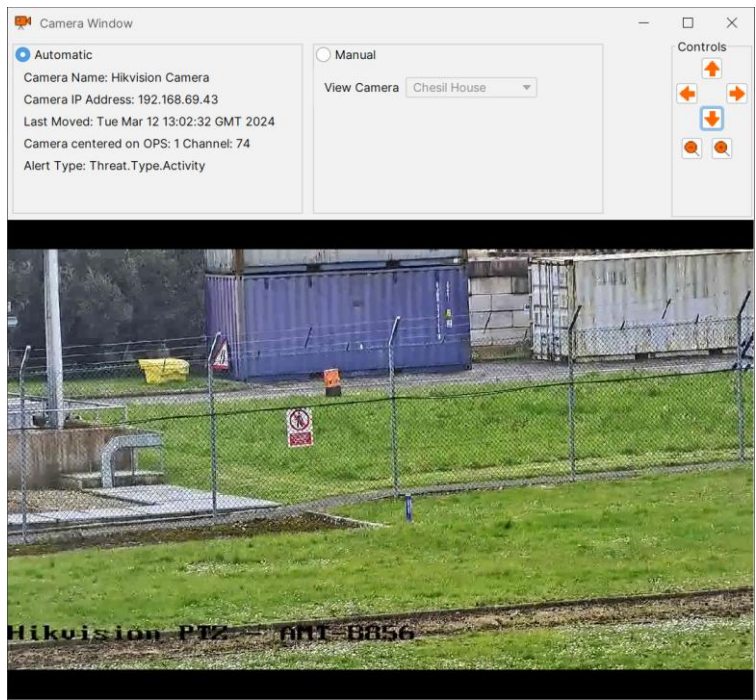 Camera Window
Automatic
Camera Name: Hikvision Camera
Camera IP Address: 192.168.69.43
Last Moved: Tue Mar 12 13:02:32 GMT 2024
Camera centered on OPS: 1 Channel: 74
Alert Type: Threat.Type.Activity
Manual
View Camera
Chesil House
Controls
Hikvision PTZ - AMT-8856